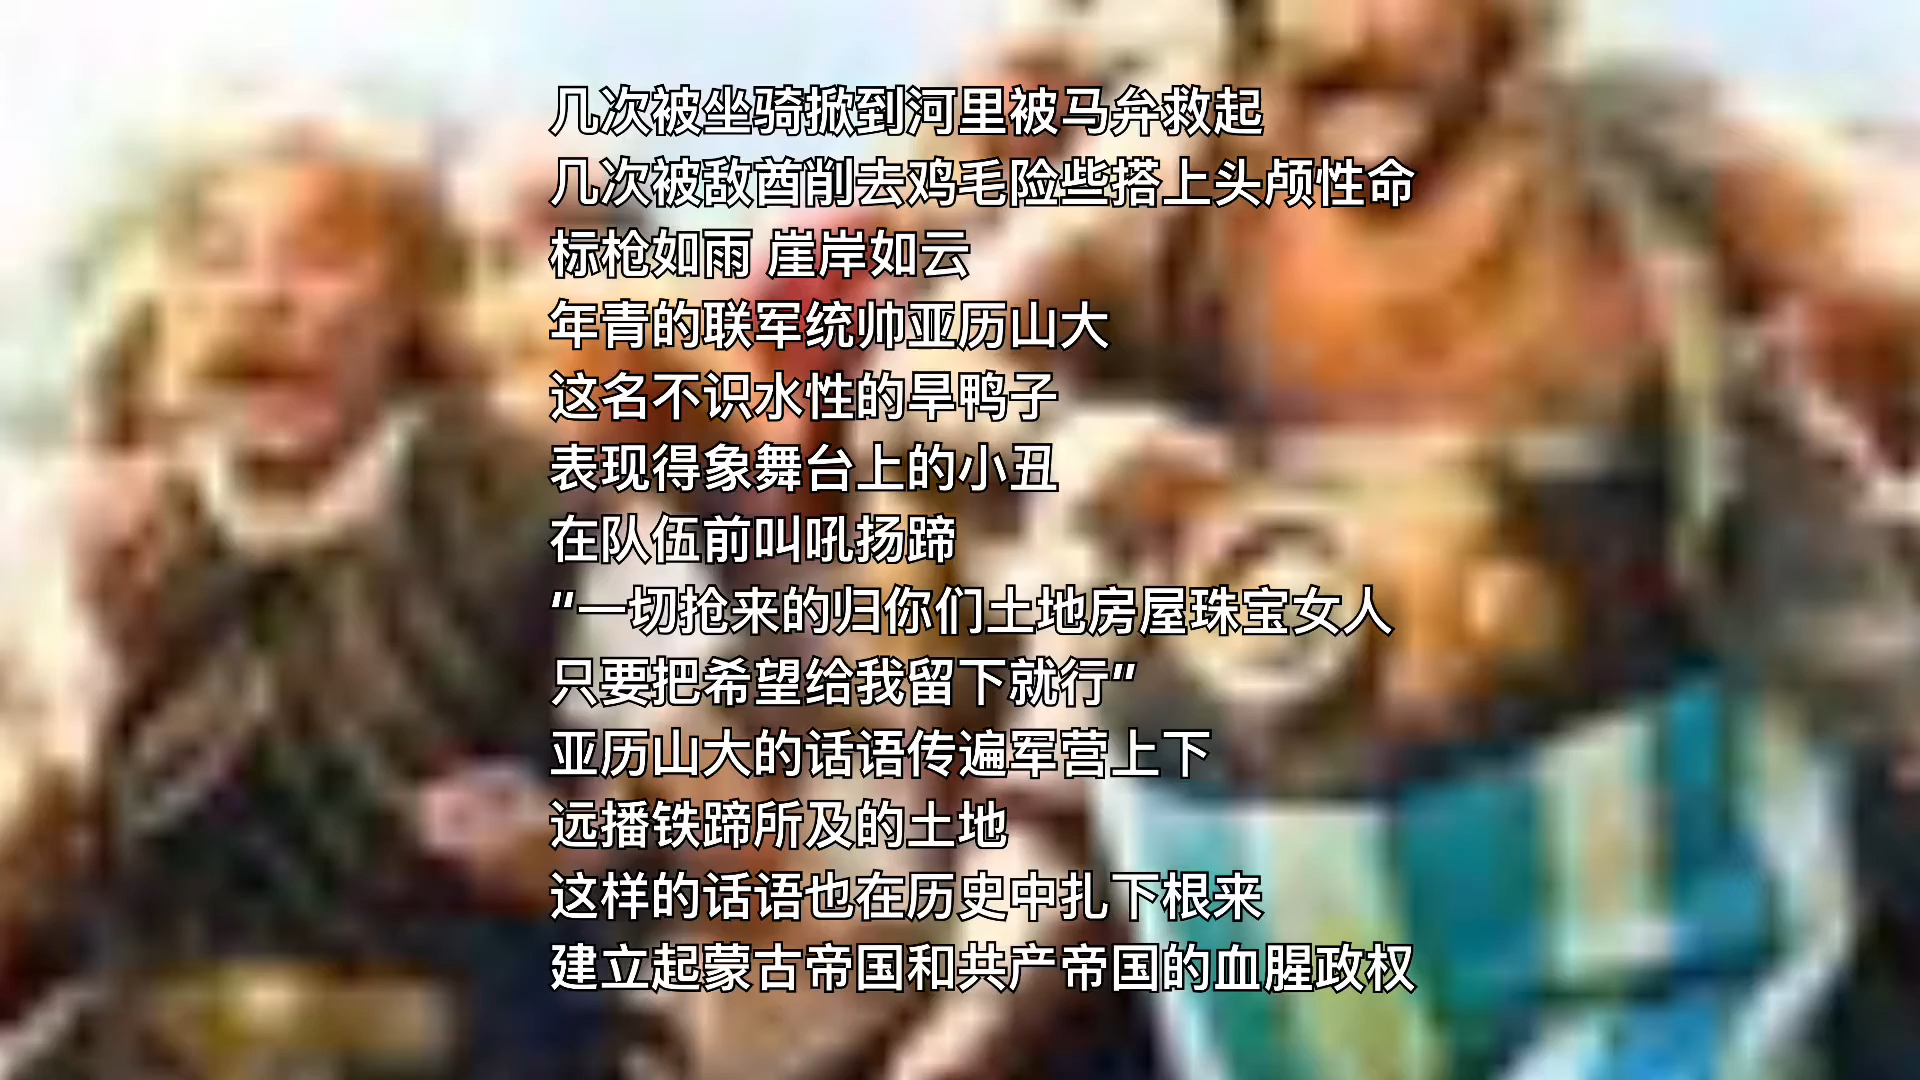 几次被坐骑掀到河里被马弁救起
几次被敌酋削去鸡毛险些搭上头颅性命
标枪如雨 崖岸如云
年青的联军统帅亚历山大
这名不识水性的旱鸭子
表现得象舞台上的小丑
在队伍前叫吼扬蹄
“一切抢来的归你们土地房屋珠宝女人
只要把希望给我留下就行”
亚历山大的话语传遍军营上下
远播铁蹄所及的土地
这样的话语也在历史中扎下根来
建立起蒙古帝国和共产帝国的血腥政权